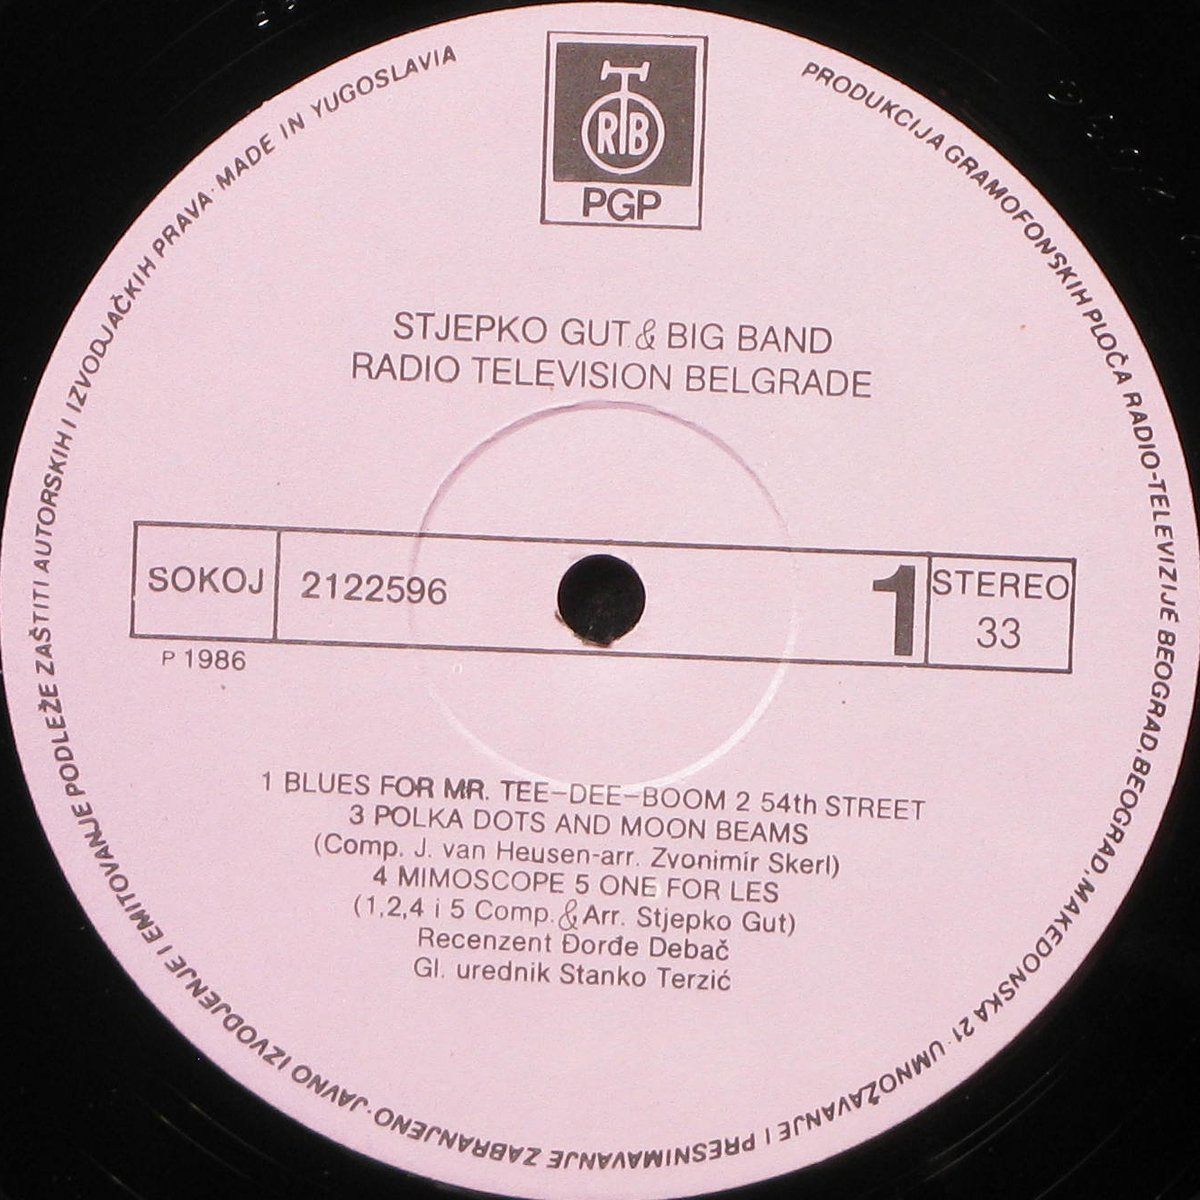 RTB
PGP
STJEPKO GUT & BIG BAND
RADIO TELEVISION BELGRADE
SOKOJ 2122596 1 STEREO
33
P 1986
1 BLUES FOR MR. TEE-DEE-BOOM 2 54th STREET
3 POLKA DOTS AND MOON BEAMS
(Comp. J. van Heusen-arr. Zvonimir Skerl)
4 MIMOSCOPE 5 ONE FOR LES
(1,2,4 i 5 Comp. & Arr. Stjepko Gut)
Recenzent Đorđe Debač
Gl. urednik Stanko Terzić
PRODUKCIJA GRAMOFONSKIH PLOČA RADIO-TELEVIZIJE BEOGRAD, BEOGRAD, MAKEDONSKA 21 · UMNOŽAVANJE I PRESNIMAVANJE ZABRANJENO · JAVNO IZVODJENJE I EMITOVANJE PODLEŽE ZAŠTITI AUTORSKIH I IZVODJAČKIH PRAVA · MADE IN YUGOSLAVIA